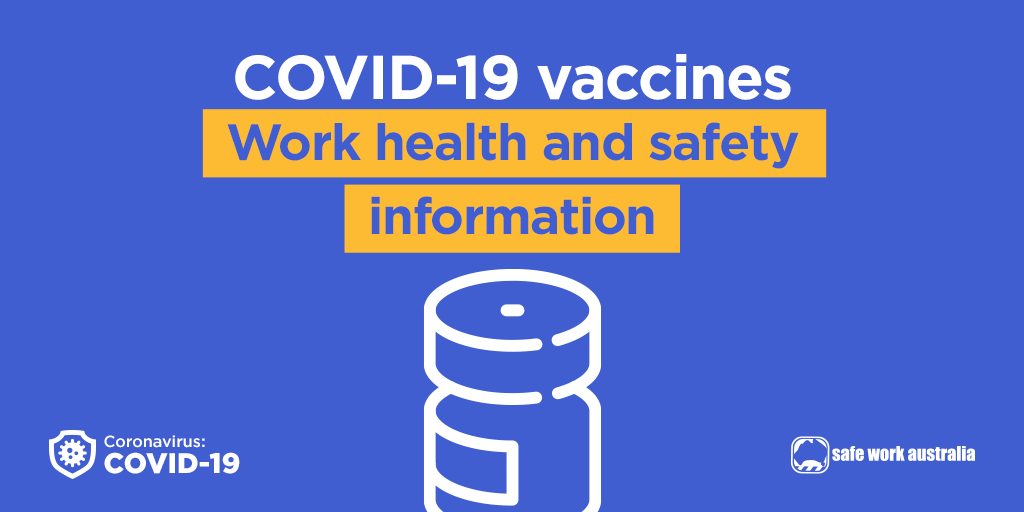 COVID-19 vaccines
Work health and safety
information
Coronavirus:
COVID-19
safe work australia